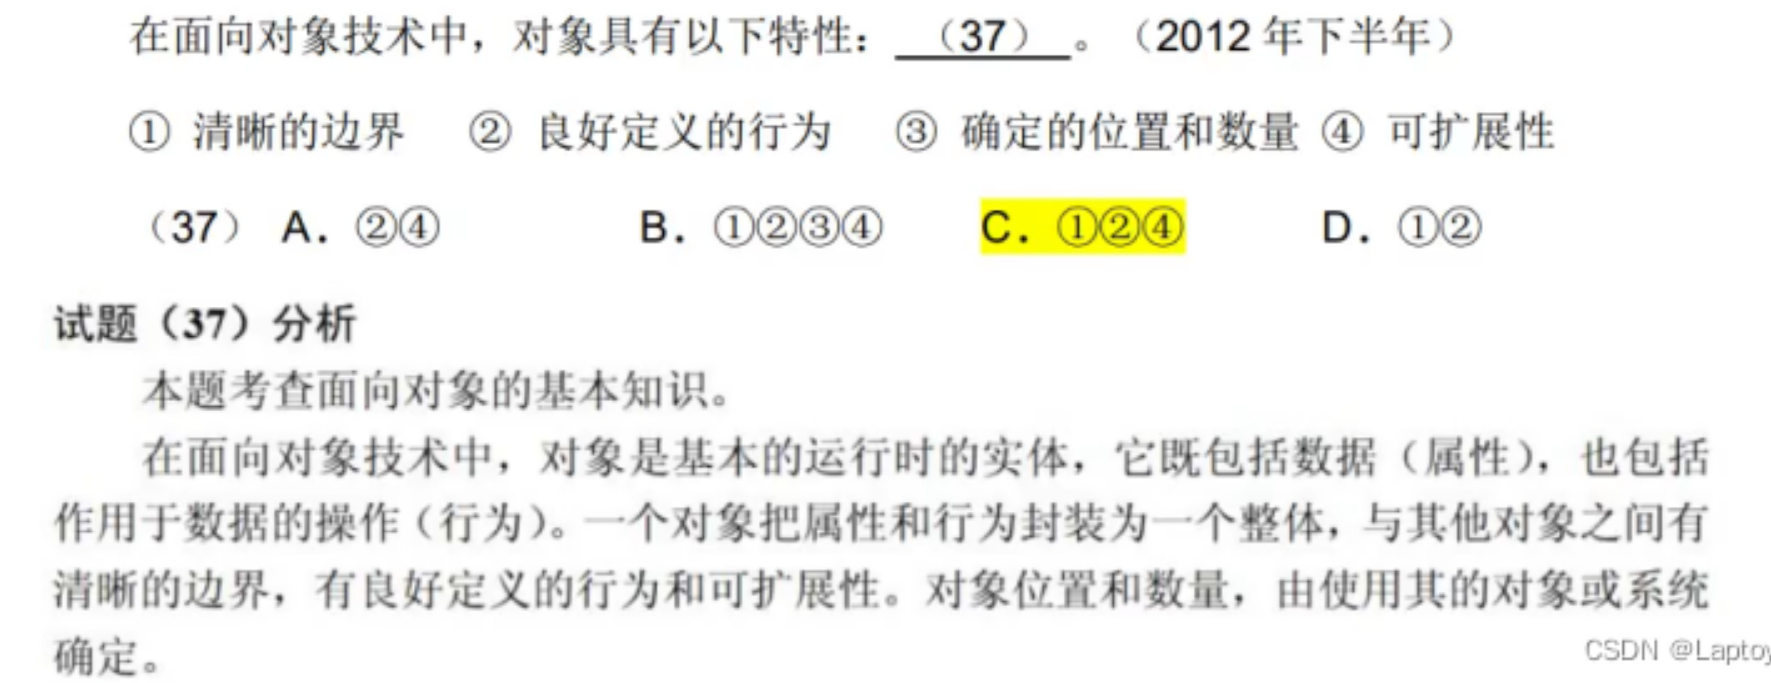 在面向对象技术中，对象具有以下特性：（37）。（2012 年下半年）
① 清晰的边界 ② 良好定义的行为 ③ 确定的位置和数量 ④ 可扩展性
（37） A. ②④ B. ①②③④ C. ①②④ D. ①②
试题（37）分析
本题考查面向对象的基本知识。
在面向对象技术中，对象是基本的运行时的实体，它既包括数据（属性），也包括
作用于数据的操作（行为）。一个对象把属性和行为封装为一个整体，与其他对象之间有
清晰的边界，有良好定义的行为和可扩展性。对象位置和数量，由使用其的对象或系统
确定。
CSDN @Laptoy